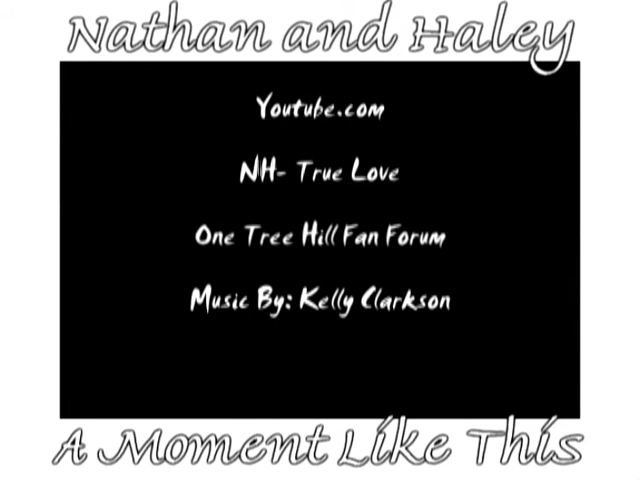 Nathan and Haley
Youtube.com
NH- True Love
One Tree Hill Fan Forum
Music By: Kelly Clarkson
A Moment Like This